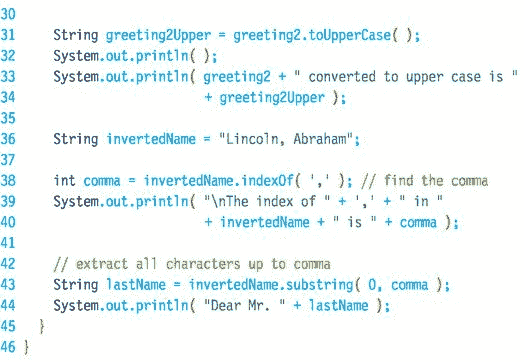 30
31 String greeting2Upper = greeting2.toUpperCase( );
32 System.out.println( );
33 System.out.println( greeting2 + " converted to upper case is "
34 + greeting2Upper );
35
36 String invertedName = "Lincoln, Abraham";
37
38 int comma = invertedName.indexOf( ',' ); // find the comma
39 System.out.println( "\nThe index of " + ',' + " in "
40 + invertedName + " is " + comma );
41
42 // extract all characters up to comma
43 String lastName = invertedName.substring( 0, comma );
44 System.out.println( "Dear Mr. " + lastName );
45 }
46 }